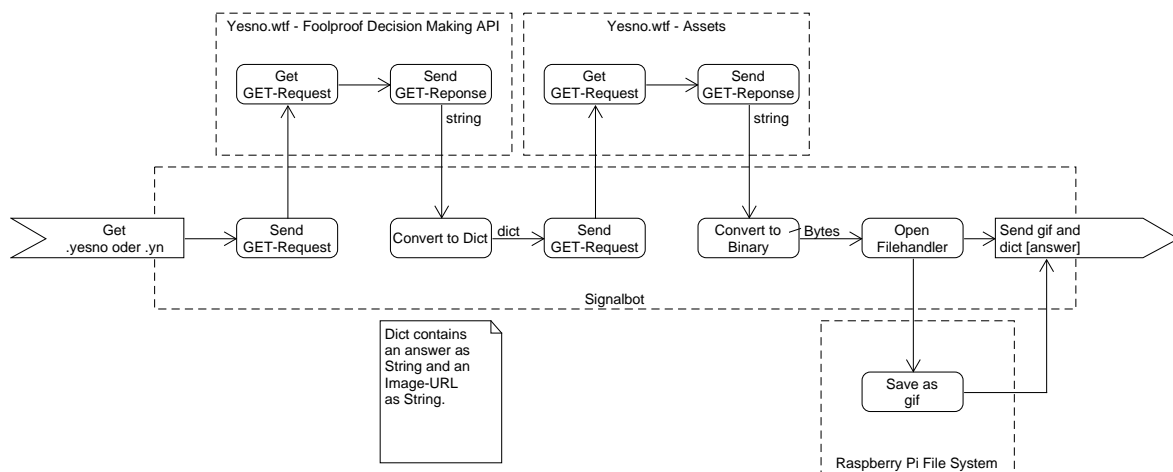 Yesno.wtf - Foolproof Decision Making API
Yesno.wtf - Assets
Get
GET-Request
Send
GET-Reponse
Get
GET-Request
Send
GET-Reponse
string
string
Get
.yesno oder .yn
Send
GET-Request
Convert to Dict
dict
Send
GET-Request
Convert to
Binary
Bytes
Open
Filehandler
Send gif and
dict [answer]
Signalbot
Dict contains
an answer as
String and an
Image-URL
as String.
Save as
gif
Raspberry Pi File System